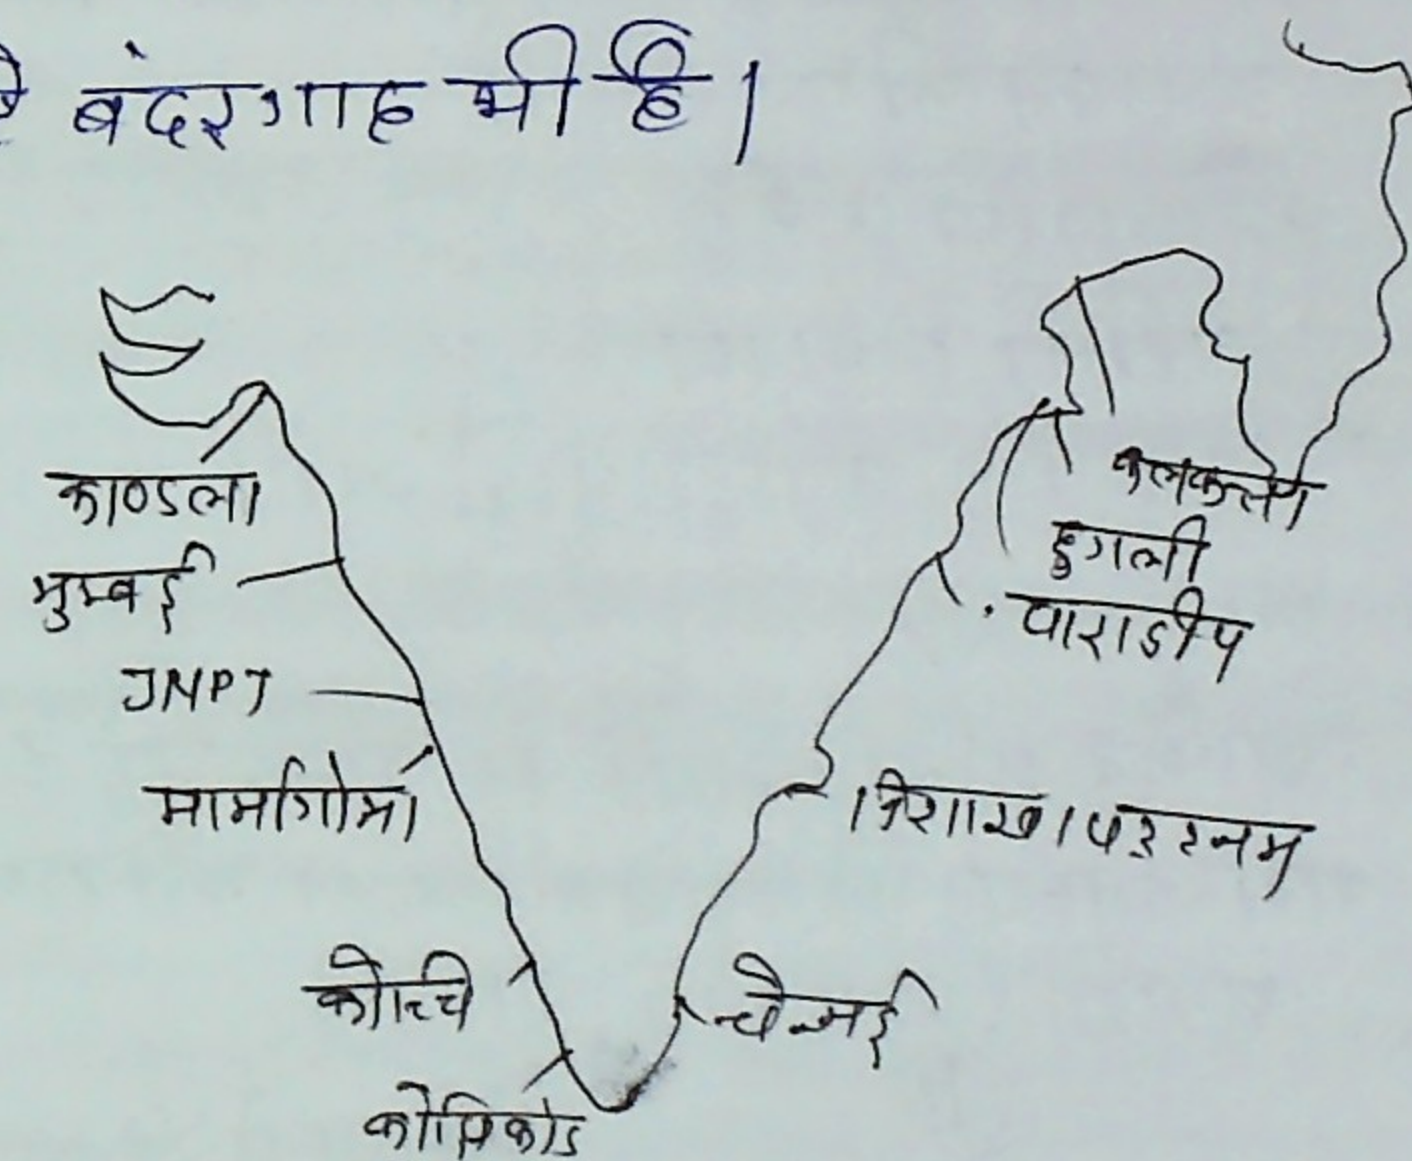 बंदरगाह भी है।
काण्डला
मुम्बई
JNPT
मार्मागोमा
कोच्चि
कोझिकोड
कलकत्ता
हुगली
पाराडीप
विशाखापट्टनम
चेन्नई